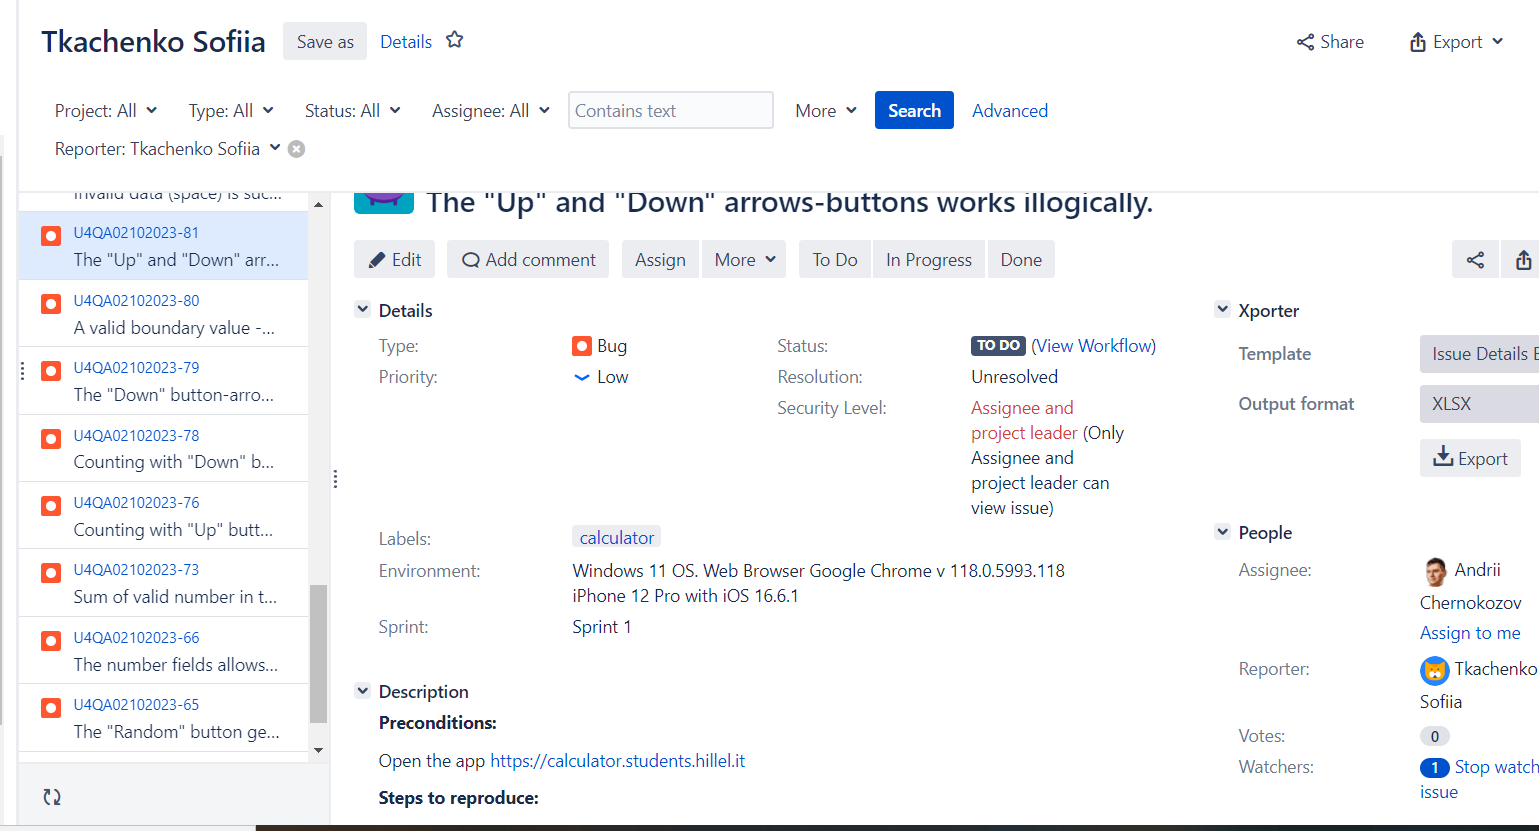 Tkachenko Sofiia Save as Details Share Export
Project: All Type: All Status: All Assignee: All Contains text More Search Advanced
Reporter: Tkachenko Sofiia
Invalid data (space) is suc...
U4QA02102023-81
The "Up" and "Down" arr...
U4QA02102023-80
A valid boundary value -...
U4QA02102023-79
The "Down" button-arro...
U4QA02102023-78
Counting with "Down" b...
U4QA02102023-76
Counting with "Up" butt...
U4QA02102023-73
Sum of valid number in t...
U4QA02102023-66
The number fields allows...
U4QA02102023-65
The "Random" button ge...
The "Up" and "Down" arrows-buttons works illogically.
Edit Add comment Assign More To Do In Progress Done
Details
Type: Bug
Priority: Low
Status: TO DO (View Workflow)
Resolution: Unresolved
Security Level: Assignee and
project leader (Only
Assignee and
project leader can
view issue)
Labels: calculator
Environment: Windows 11 OS. Web Browser Google Chrome v 118.0.5993.118
iPhone 12 Pro with iOS 16.6.1
Sprint: Sprint 1
Description
Preconditions:
Open the app https://calculator.students.hillel.it
Steps to reproduce:
Xporter
Template Issue Details E
Output format XLSX
Export
People
Assignee: Andrii
Chernokozov
Assign to me
Reporter: Tkachenko
Sofiia
Votes: 0
Watchers: 1 Stop watch
issue